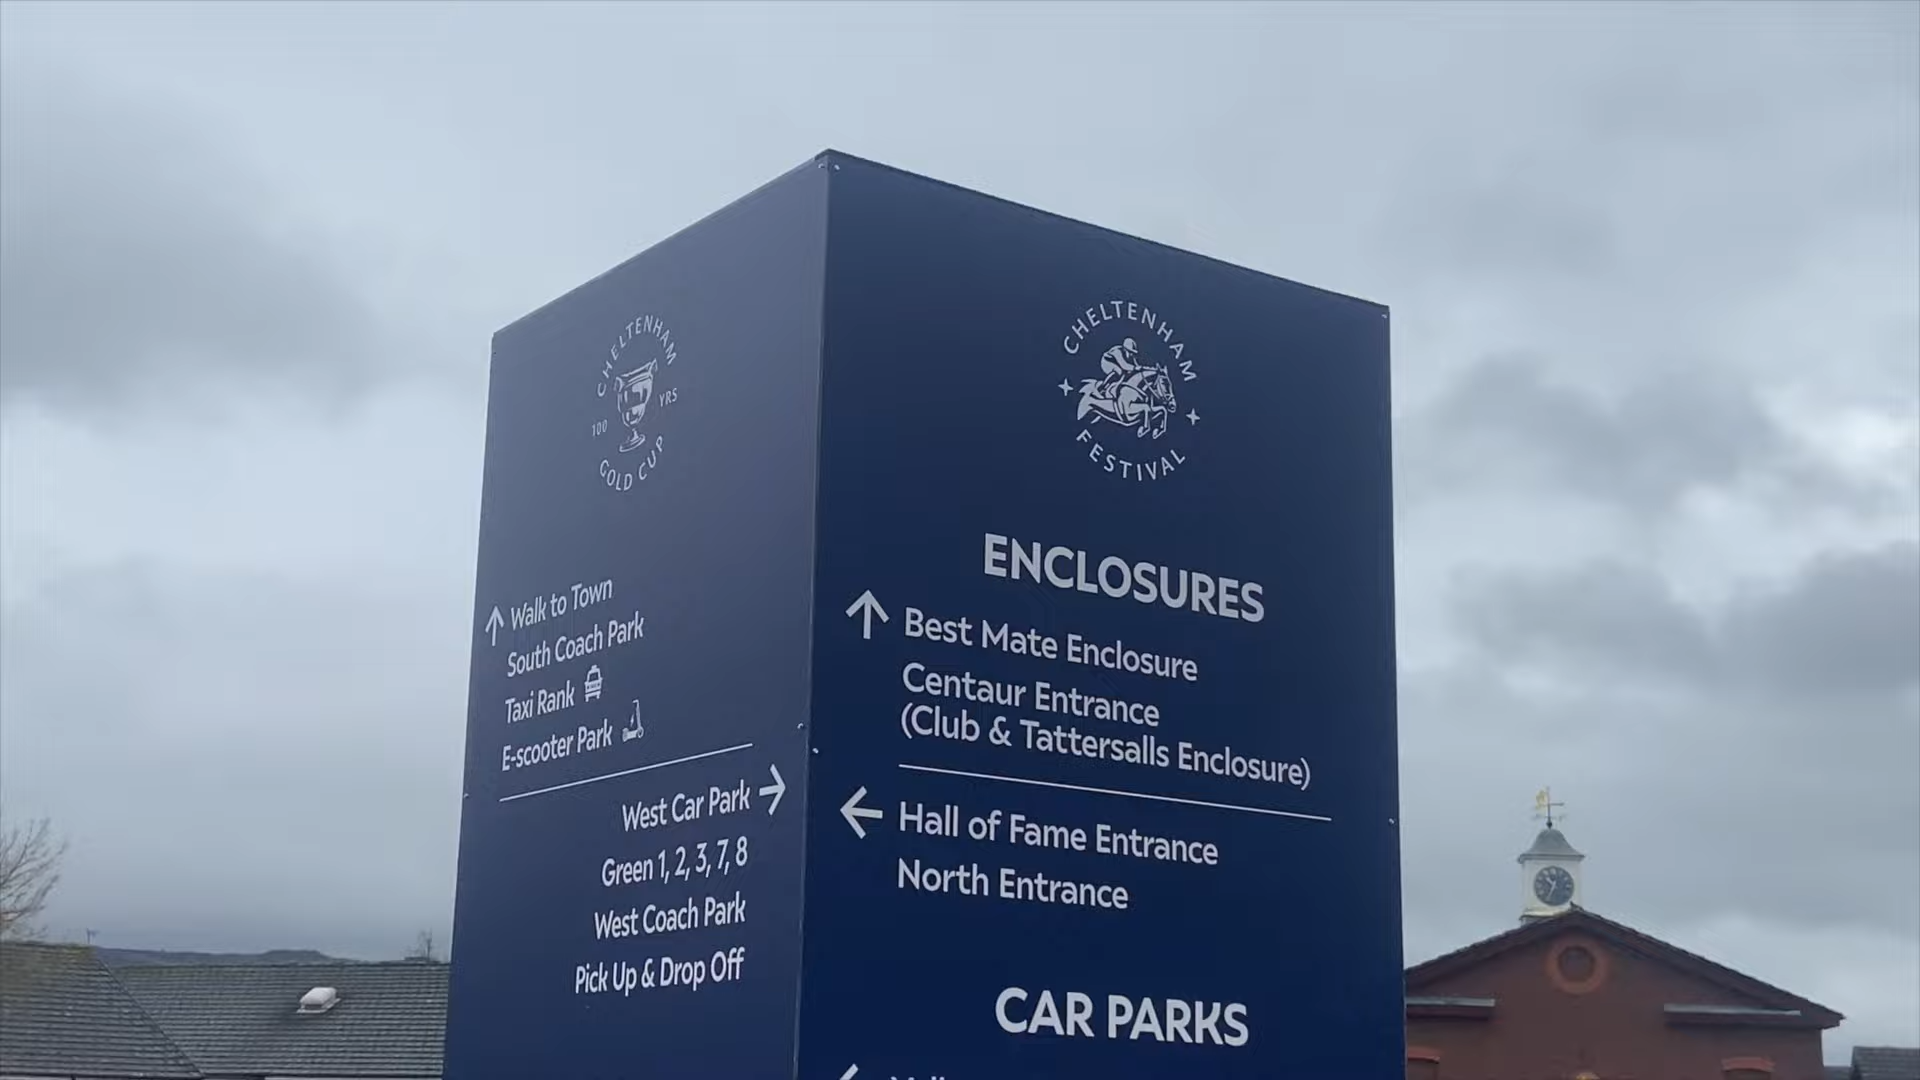 CHELTENHAM
100 YRS
GOLD CUP
Walk to Town
South Coach Park
Taxi Rank
E-scooter Park
West Car Park
Green 1, 2, 3, 7, 8
West Coach Park
Pick Up & Drop Off
CHELTENHAM
FESTIVAL
ENCLOSURES
Best Mate Enclosure
Centaur Entrance
(Club & Tattersalls Enclosure)
Hall of Fame Entrance
North Entrance
CAR PARKS